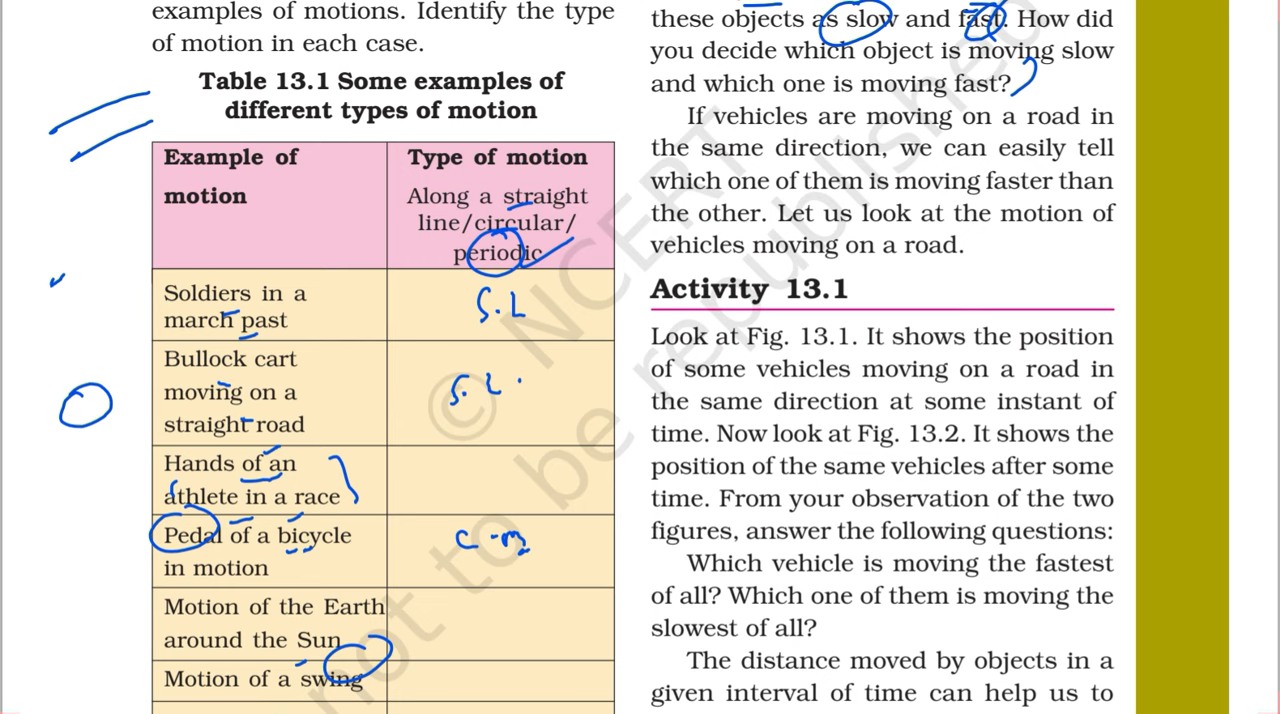 examples of motions. Identify the type
of motion in each case.
Table 13.1 Some examples of
different types of motion
Example of
motion
Type of motion
Along a straight
line/circular/
periodic
Soldiers in a
march past
S.L
Bullock cart
moving on a
straight road
S.L.
Hands of an
athlete in a race
Pedal of a bicycle
in motion
C.m
Motion of the Earth
around the Sun
Motion of a swing
these objects as slow and fast. How did
you decide which object is moving slow
and which one is moving fast?
If vehicles are moving on a road in
the same direction, we can easily tell
which one of them is moving faster than
the other. Let us look at the motion of
vehicles moving on a road.
Activity 13.1
Look at Fig. 13.1. It shows the position
of some vehicles moving on a road in
the same direction at some instant of
time. Now look at Fig. 13.2. It shows the
position of the same vehicles after some
time. From your observation of the two
figures, answer the following questions:
Which vehicle is moving the fastest
of all? Which one of them is moving the
slowest of all?
The distance moved by objects in a
given interval of time can help us to
© NCERT
not to be republished